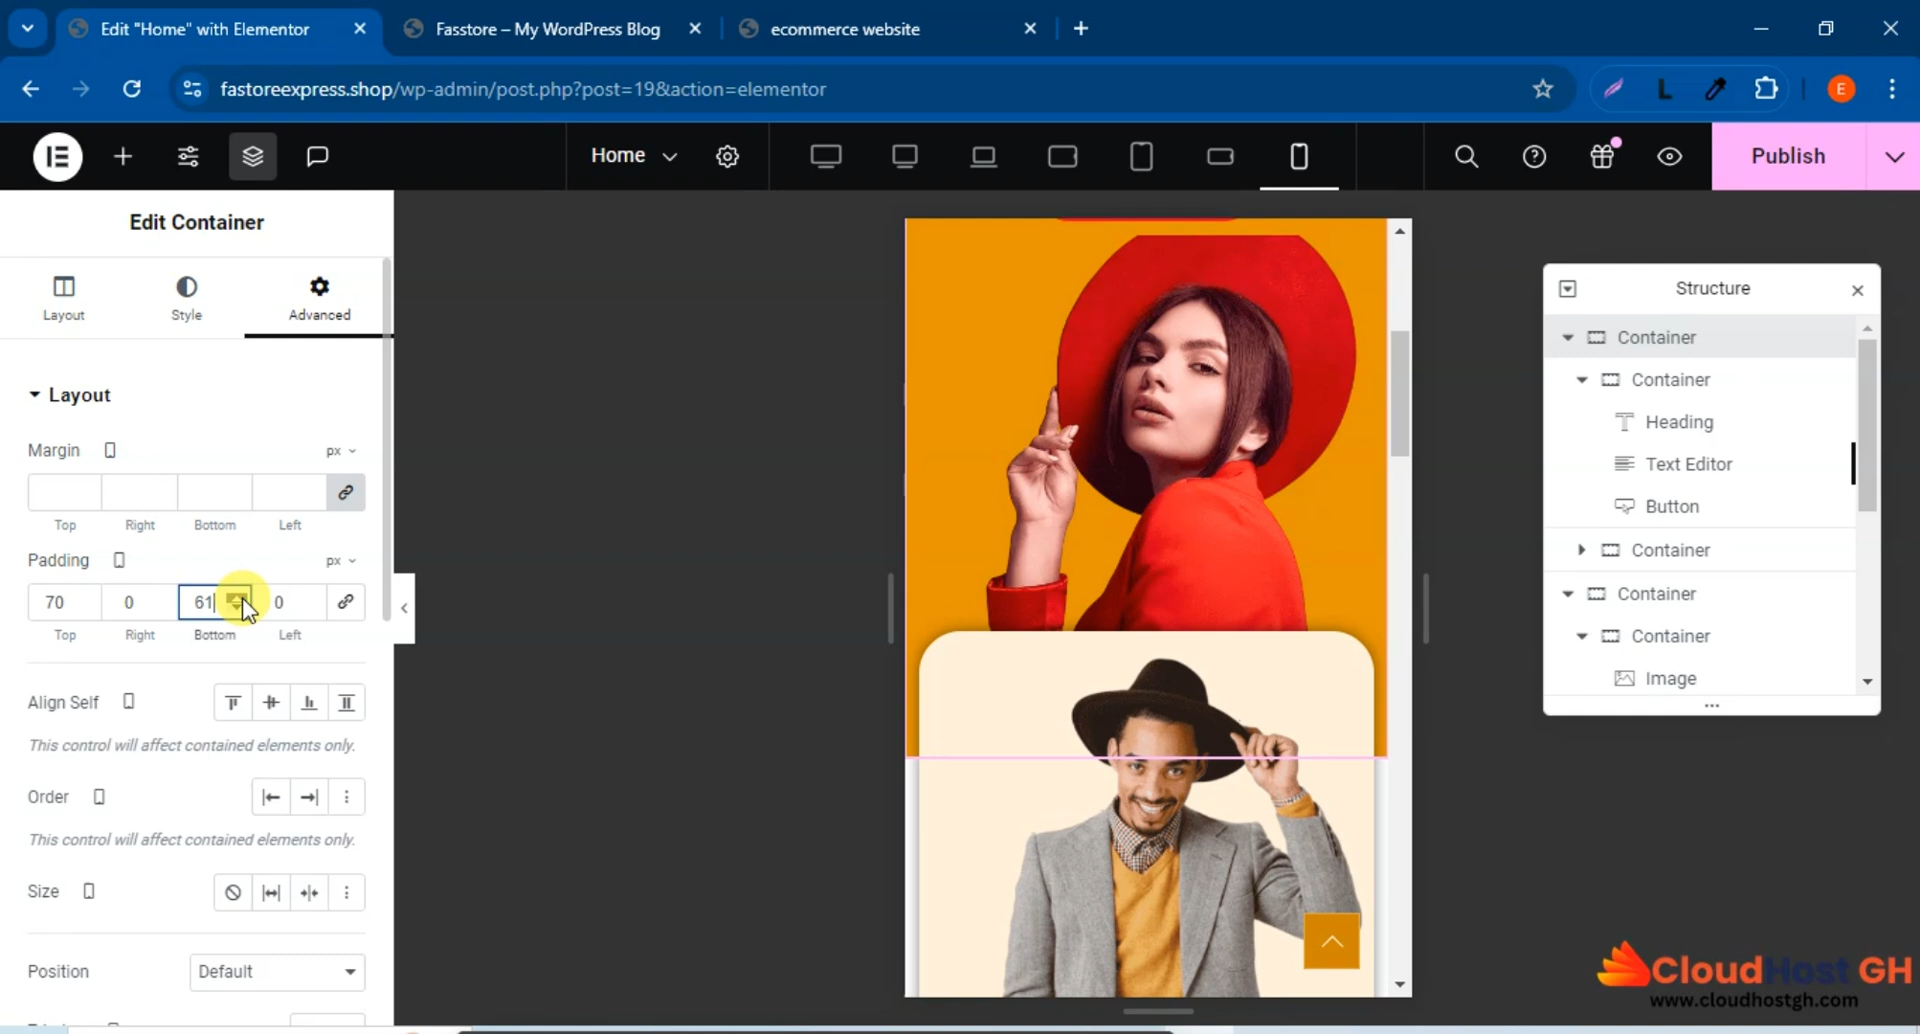 Edit "Home" with Elementor
Fasstore – My WordPress Blog
ecommerce website
fastoreexpress.shop/wp-admin/post.php?post=19&action=elementor
L
E
Home
Publish
Edit Container
Layout
Style
Advanced
Layout
Margin
px
Top
Right
Bottom
Left
Padding
px
70
0
61
0
Top
Right
Bottom
Left
Align Self
This control will affect contained elements only.
Order
This control will affect contained elements only.
Size
Position
Default
Structure
Container
Container
Heading
Text Editor
Button
Container
Container
Container
Image
CloudHost GH
www.cloudhostgh.com